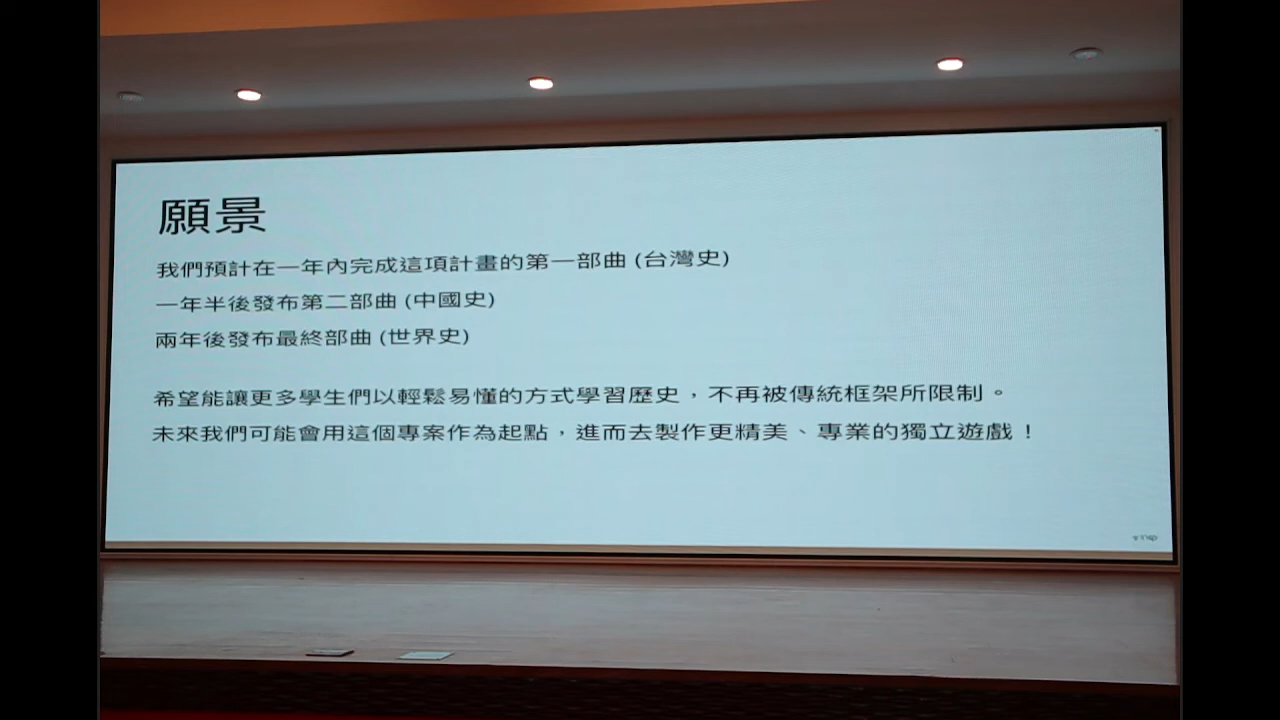 願景
我們預計在一年內完成這項計畫的第一部曲 (台灣史)
一年半後發布第二部曲 (中國史)
兩年後發布最終部曲 (世界史)
希望能讓更多學生們以輕鬆易懂的方式學習歷史，不再被傳統框架所限制。
未來我們可能會用這個專案作為起點，進而去製作更精美、專業的獨立遊戲！